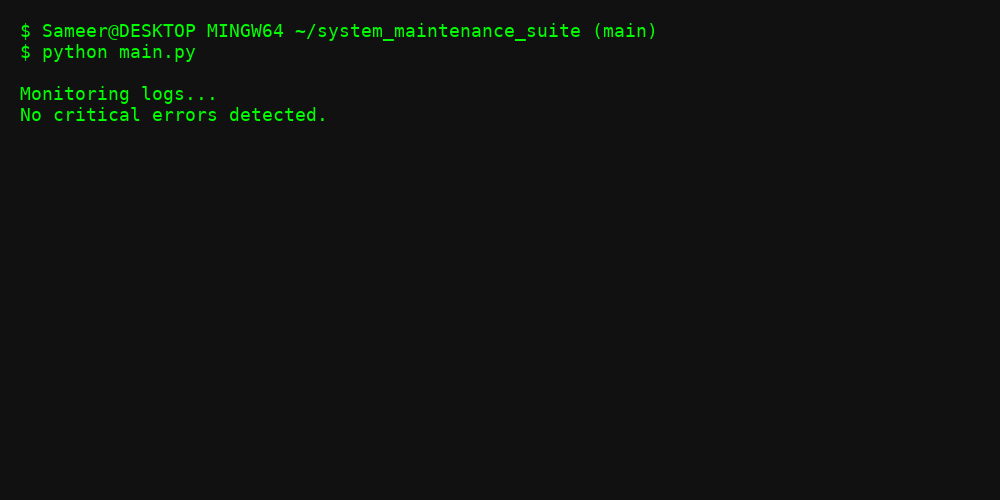 $ Sameer@DESKTOP MINGW64 ~/system_maintenance_suite (main)
$ python main.py
Monitoring logs...
No critical errors detected.